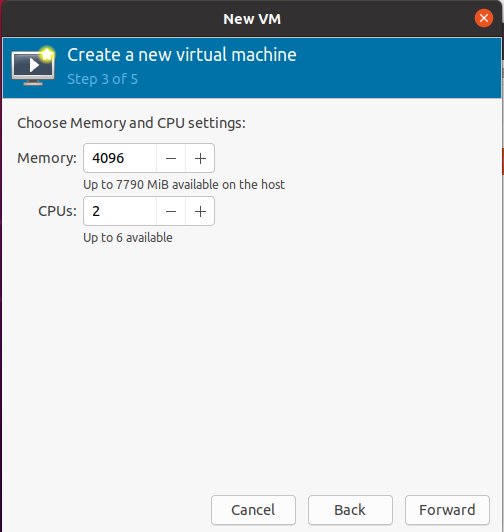 New VM
Create a new virtual machine
Step 3 of 5
Choose Memory and CPU settings:
Memory: 4096 − +
Up to 7790 MiB available on the host
CPUs: 2 − +
Up to 6 available
Cancel Back Forward